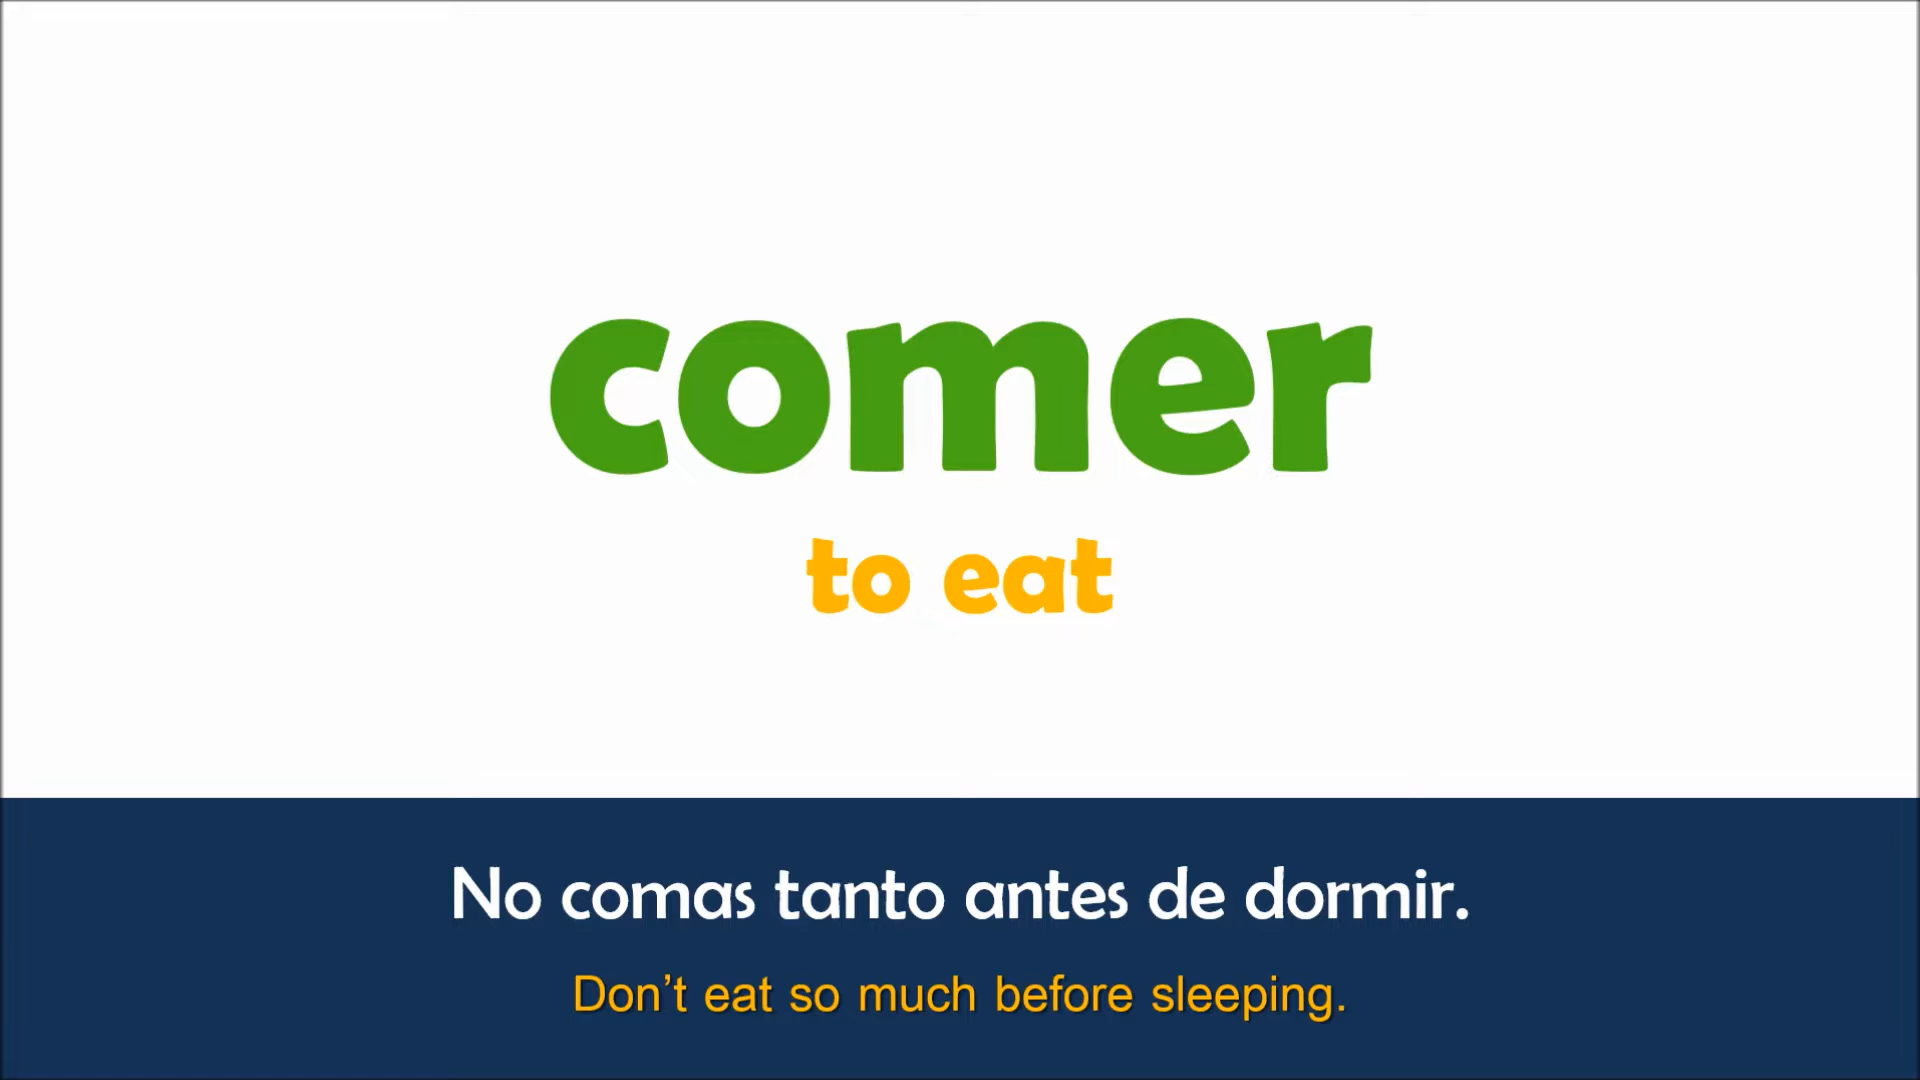 comer
to eat
No comas tanto antes de dormir.
Don’t eat so much before sleeping.